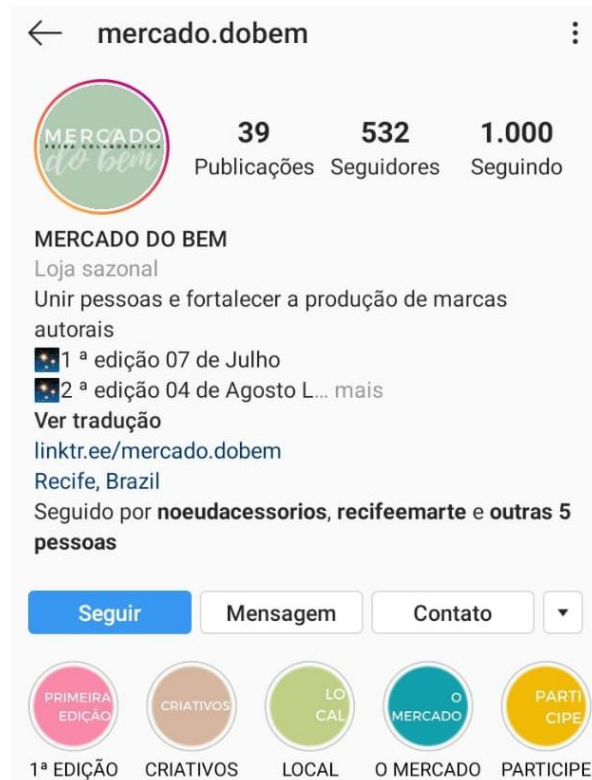 mercado.dobem
MERCADO
FEIRA COLABORATIVA
do bem
39 532 1.000
Publicações Seguidores Seguindo
MERCADO DO BEM
Loja sazonal
Unir pessoas e fortalecer a produção de marcas
autorais
🎇1 ª edição 07 de Julho
🎇2 ª edição 04 de Agosto L... mais
Ver tradução
linktr.ee/mercado.dobem
Recife, Brazil
Seguido por noeudacessorios, recifeemarte e outras 5
pessoas
Seguir Mensagem Contato
PRIMEIRA
EDIÇÃO
CRIATIVOS
LO
CAL
O
MERCADO
PARTI
CIPE
1ª EDIÇÃO CRIATIVOS LOCAL O MERCADO PARTICIPE